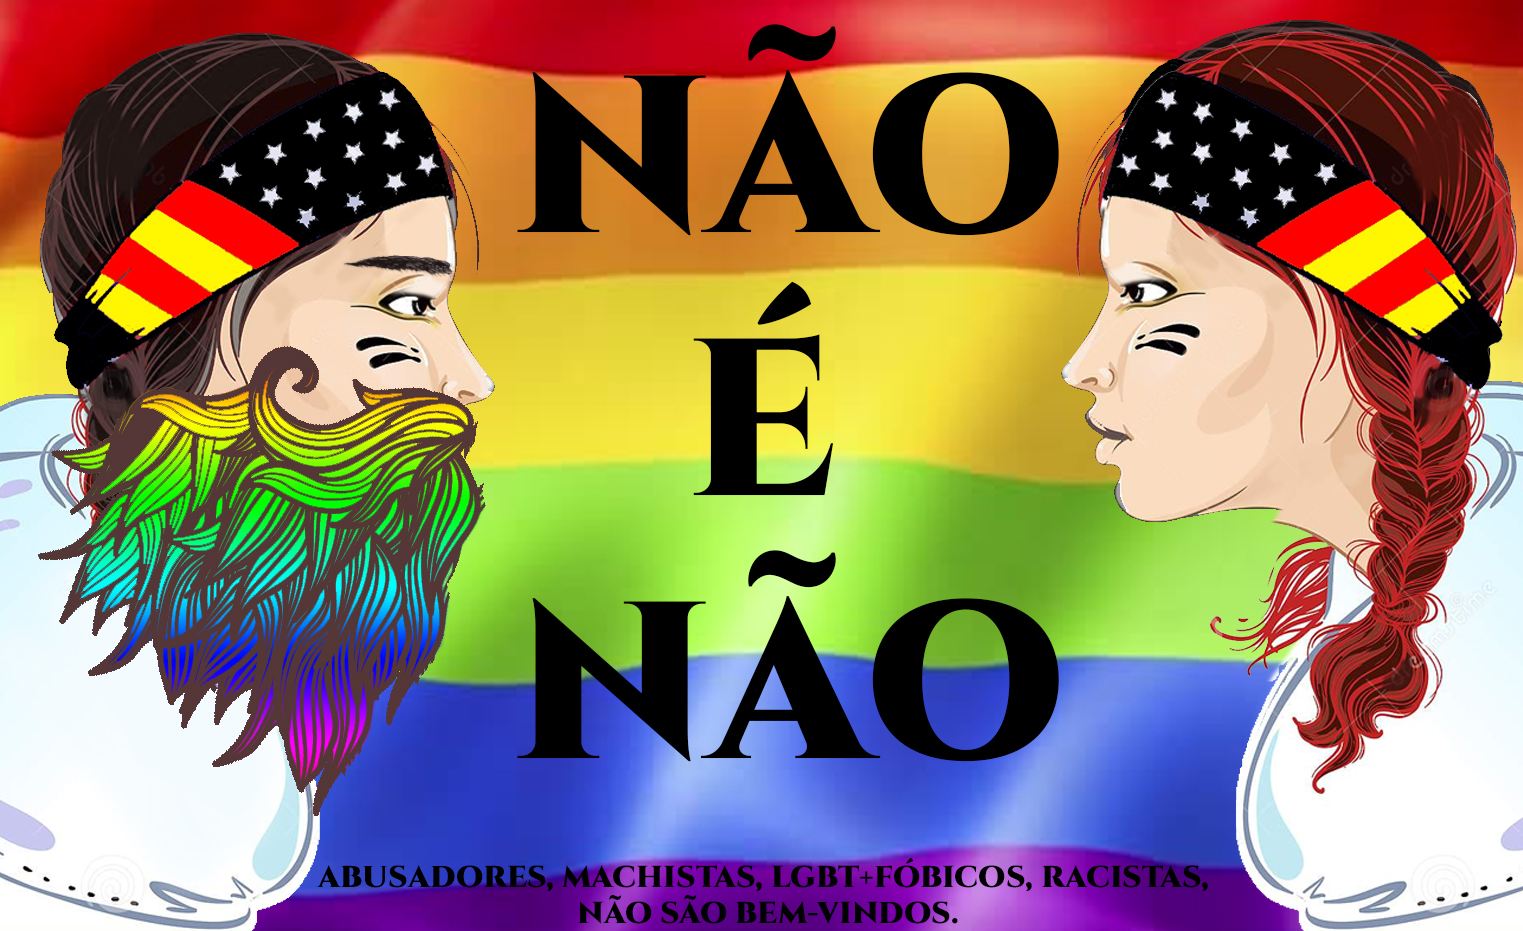 NÃO
É
NÃO
ABUSADORES, MACHISTAS, LGBT+FÓBICOS, RACISTAS,
NÃO SÃO BEM-VINDOS.